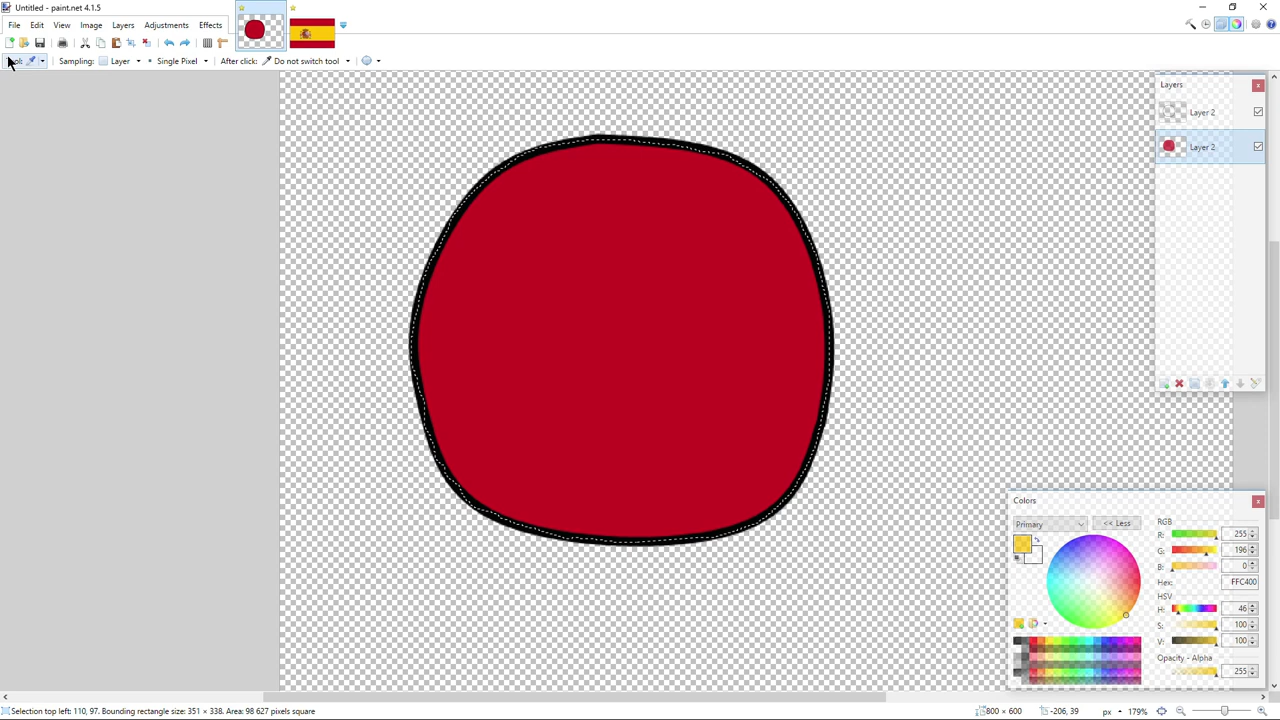 Untitled - paint.net 4.1.5
File Edit View Image Layers Adjustments Effects
Sampling: Layer Single Pixel After click: Do not switch tool
Layers
Layer 2
Layer 2
Colors
Primary << Less
RGB
R: 255
G: 196
B: 0
Hex: FFC400
HSV
H: 46
S: 100
V: 100
Opacity - Alpha
255
Selection top left: 110, 97. Bounding rectangle size: 351 × 338. Area: 98 627 pixels square 800 × 600 -206, 39 px 179%